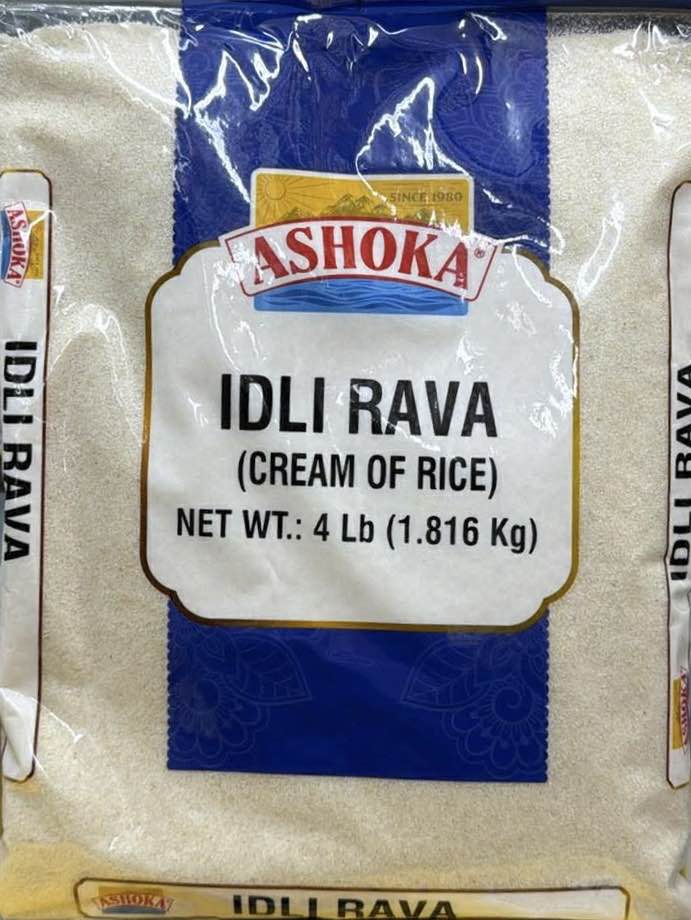 SINCE 1980
ASHOKA®
IDLI RAVA
(CREAM OF RICE)
NET WT.: 4 Lb (1.816 Kg)
ASHOKA
IDLI RAVA
IDLI RAVA
ASHOKA
ASHOKA
IDLI RAVA